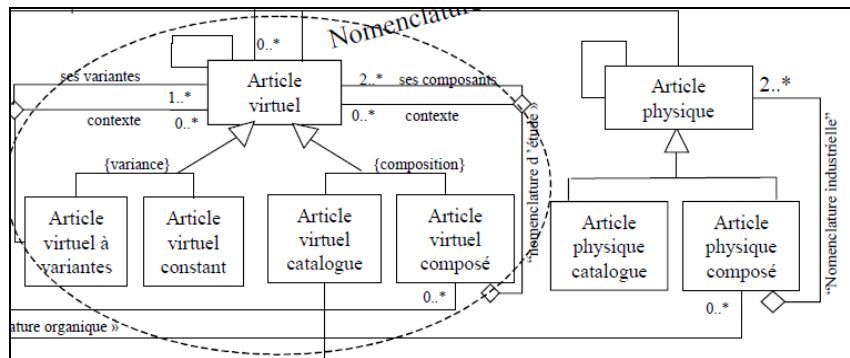 Nomenclature
0..*
ses variantes
1..*
contexte
0..*
Article
virtuel
2..*
ses composants
0..*
contexte
«nomenclature d ’étude »
Article
physique
2..*
“Nomenclature industrielle”
{variance}
{composition}
Article
virtuel à
variantes
Article
virtuel
constant
Article
virtuel
catalogue
Article
virtuel
composé
Article
physique
catalogue
Article
physique
composé
0..*
0..*
ature organique »